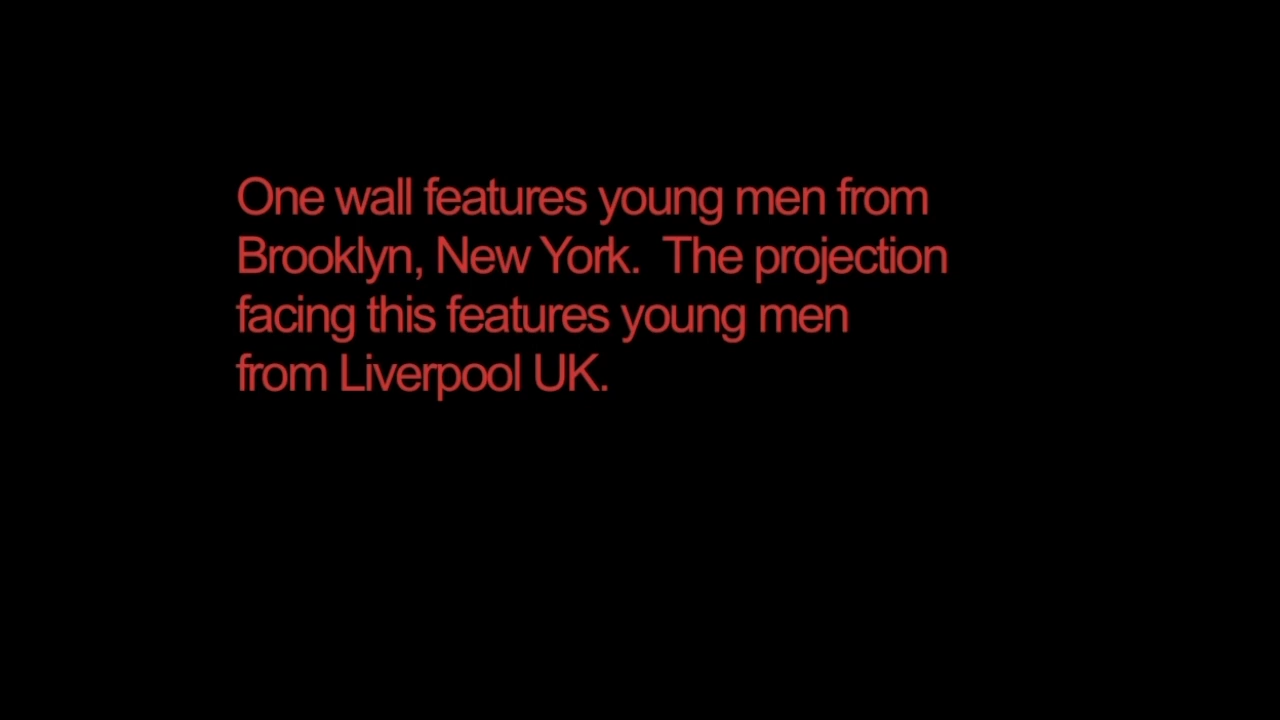 One wall features young men from
Brooklyn, New York.  The projection
facing this features young men
from Liverpool UK.